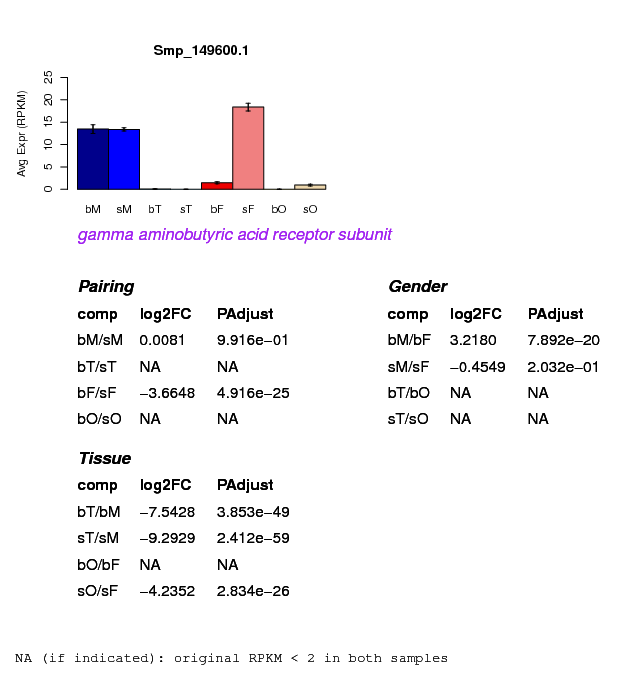 Smp_149600.1
Avg Expr (RPKM)
25
20
15
10
5
0
bM sM bT sT bF sF bO sO
gamma aminobutyric acid receptor subunit
Pairing
comp log2FC PAdjust
bM/sM 0.0081 9.916e−01
bT/sT NA NA
bF/sF −3.6648 4.916e−25
bO/sO NA NA
Gender
comp log2FC PAdjust
bM/bF 3.2180 7.892e−20
sM/sF −0.4549 2.032e−01
bT/bO NA NA
sT/sO NA NA
Tissue
comp log2FC PAdjust
bT/bM −7.5428 3.853e−49
sT/sM −9.2929 2.412e−59
bO/bF NA NA
sO/sF −4.2352 2.834e−26
NA (if indicated): original RPKM < 2 in both samples